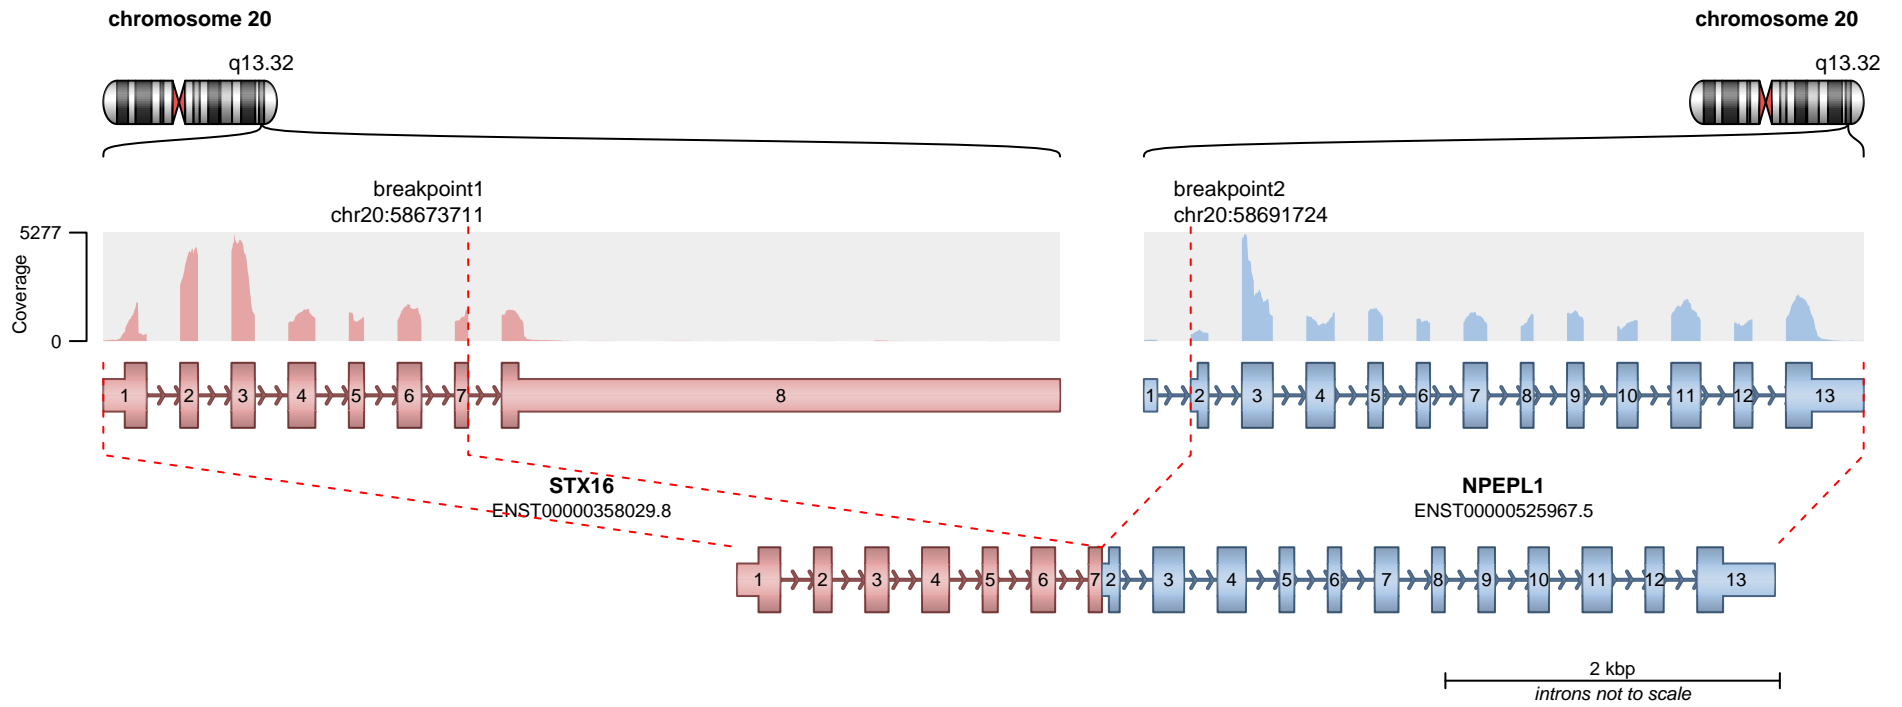 chromosome 20
chromosome 20
q13.32
q13.32
breakpoint1
chr20:58673711
breakpoint2
chr20:58691724
5277
0
Coverage
1 2 3 4 5 6 7 8
1 2 3 4 5 6 7 8 9 10 11 12 13
STX16
ENST00000358029.8
NPEPL1
ENST00000525967.5
1 2 3 4 5 6 7 2 3 4 5 6 7 8 9 10 11 12 13
2 kbp
introns not to scale